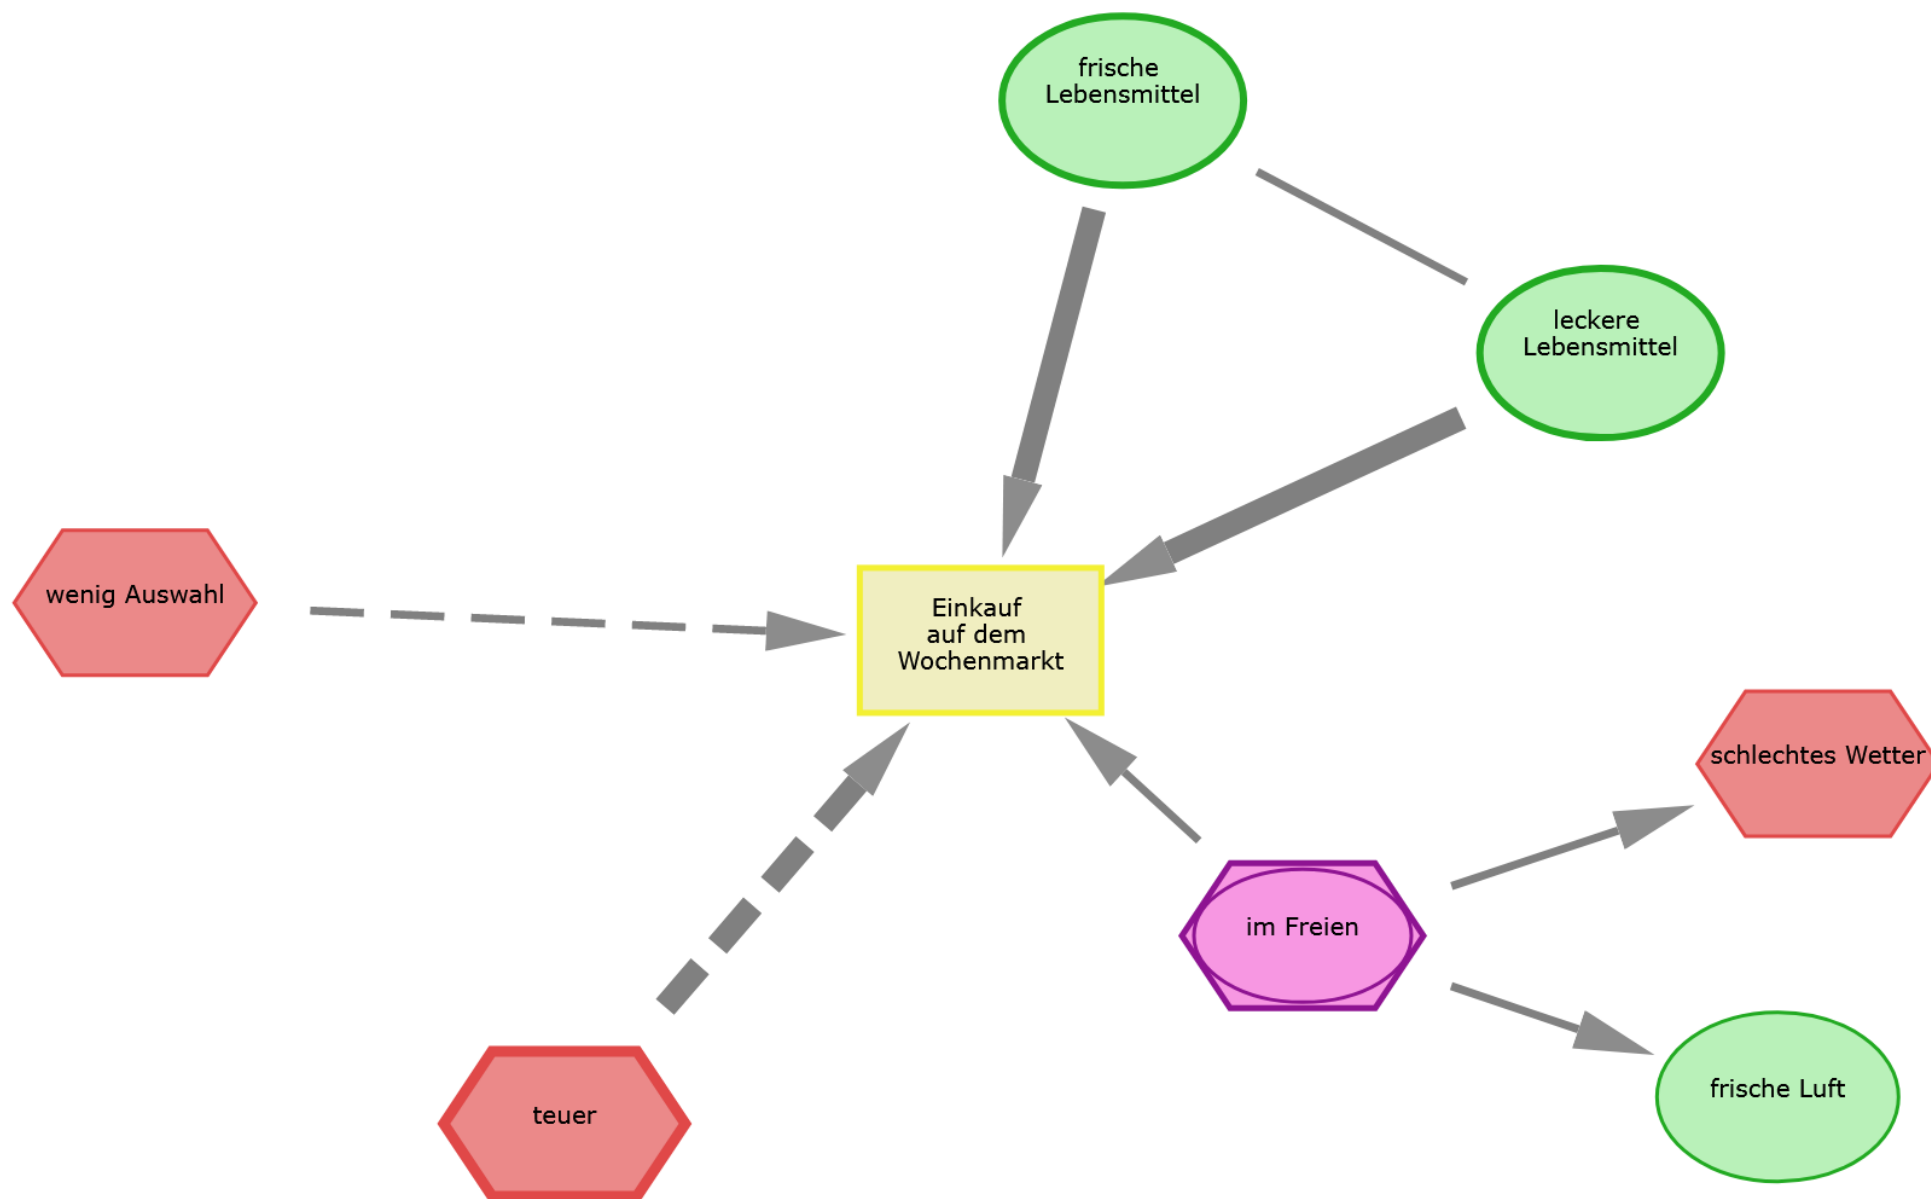 frische
Lebensmittel
leckere
Lebensmittel
wenig Auswahl
Einkauf
auf dem
Wochenmarkt
schlechtes Wetter
im Freien
frische Luft
teuer